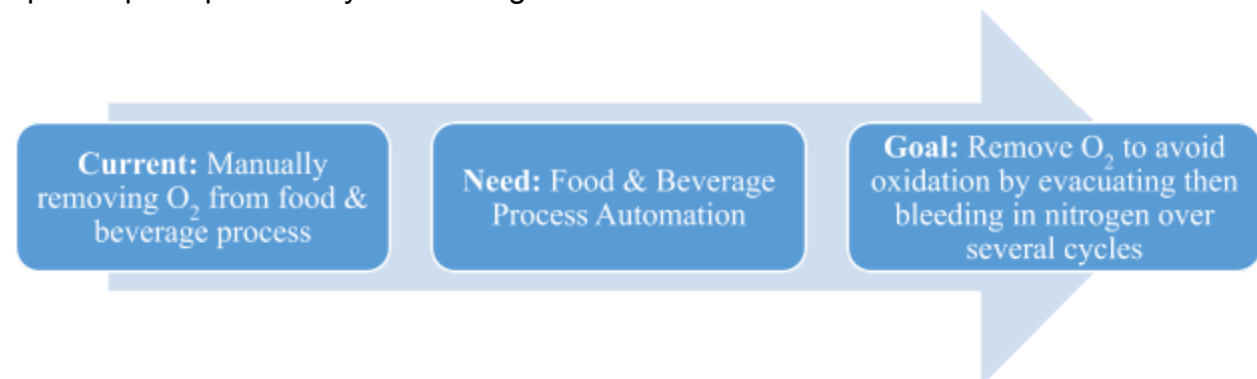 Current: Manually
removing O₂ from food &
beverage process
Need: Food & Beverage
Process Automation
Goal: Remove O₂ to avoid
oxidation by evacuating then
bleeding in nitrogen over
several cycles